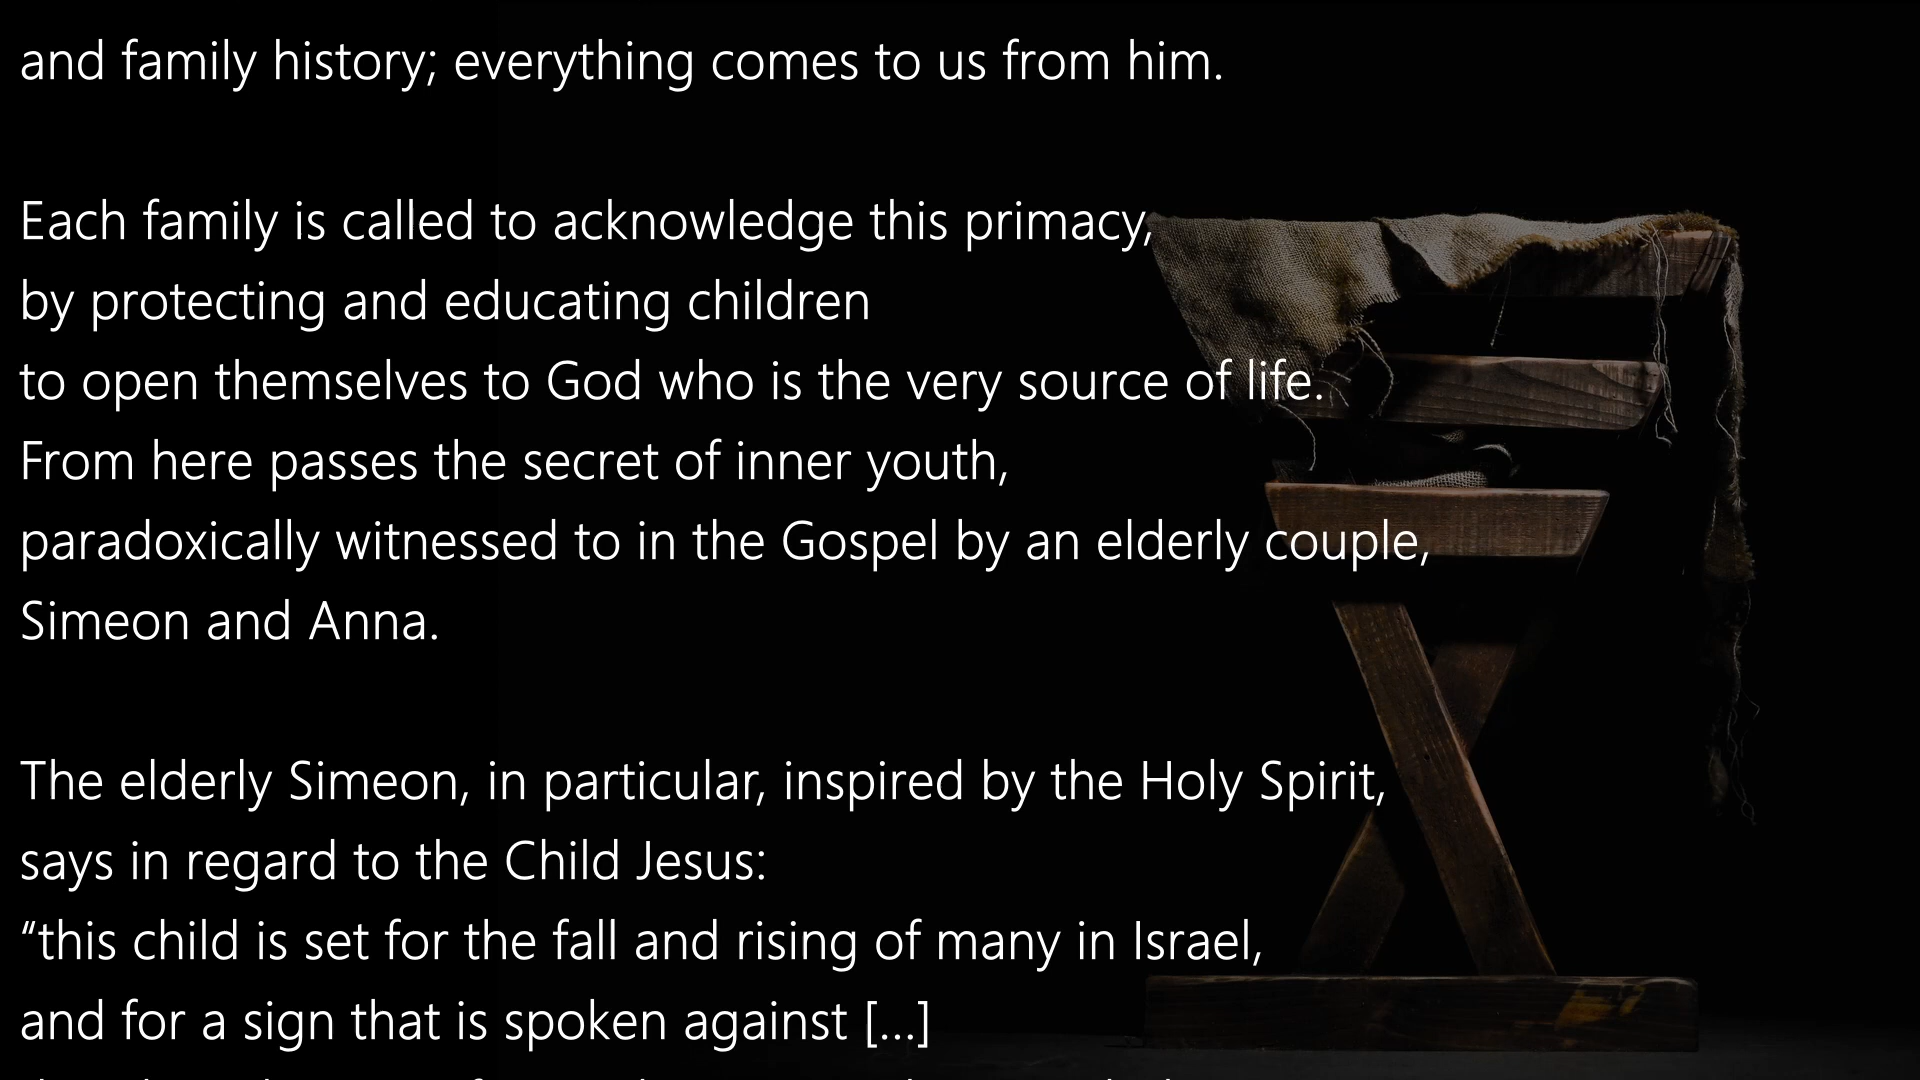 and family history; everything comes to us from him.
Each family is called to acknowledge this primacy,
by protecting and educating children
to open themselves to God who is the very source of life.
From here passes the secret of inner youth,
paradoxically witnessed to in the Gospel by an elderly couple,
Simeon and Anna.
The elderly Simeon, in particular, inspired by the Holy Spirit,
says in regard to the Child Jesus:
“this child is set for the fall and rising of many in Israel,
and for a sign that is spoken against [...]